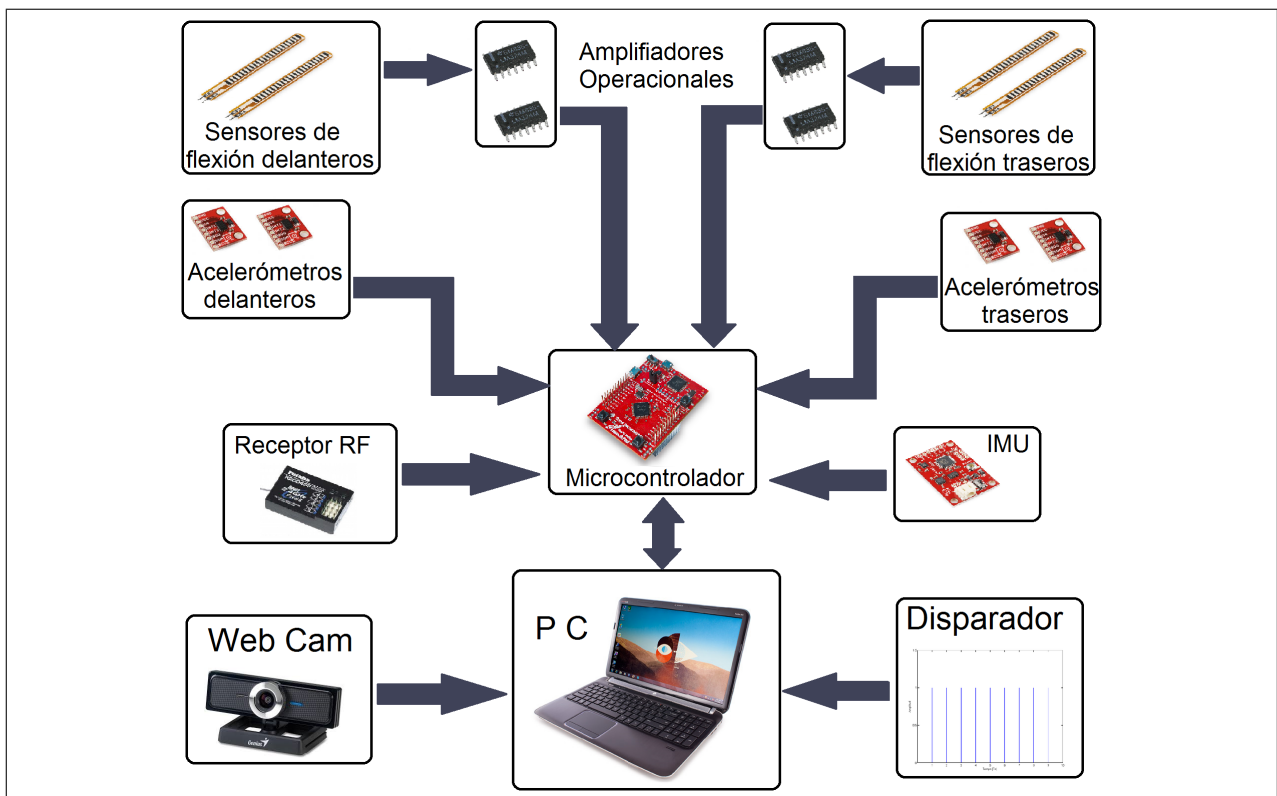 Sensores de
flexión delanteros
Amplifiadores
Operacionales
Sensores de
flexión traseros
Acelerómetros
delanteros
Acelerómetros
traseros
Microcontrolador
Receptor RF
IMU
Web Cam
Genius
P C
Disparador